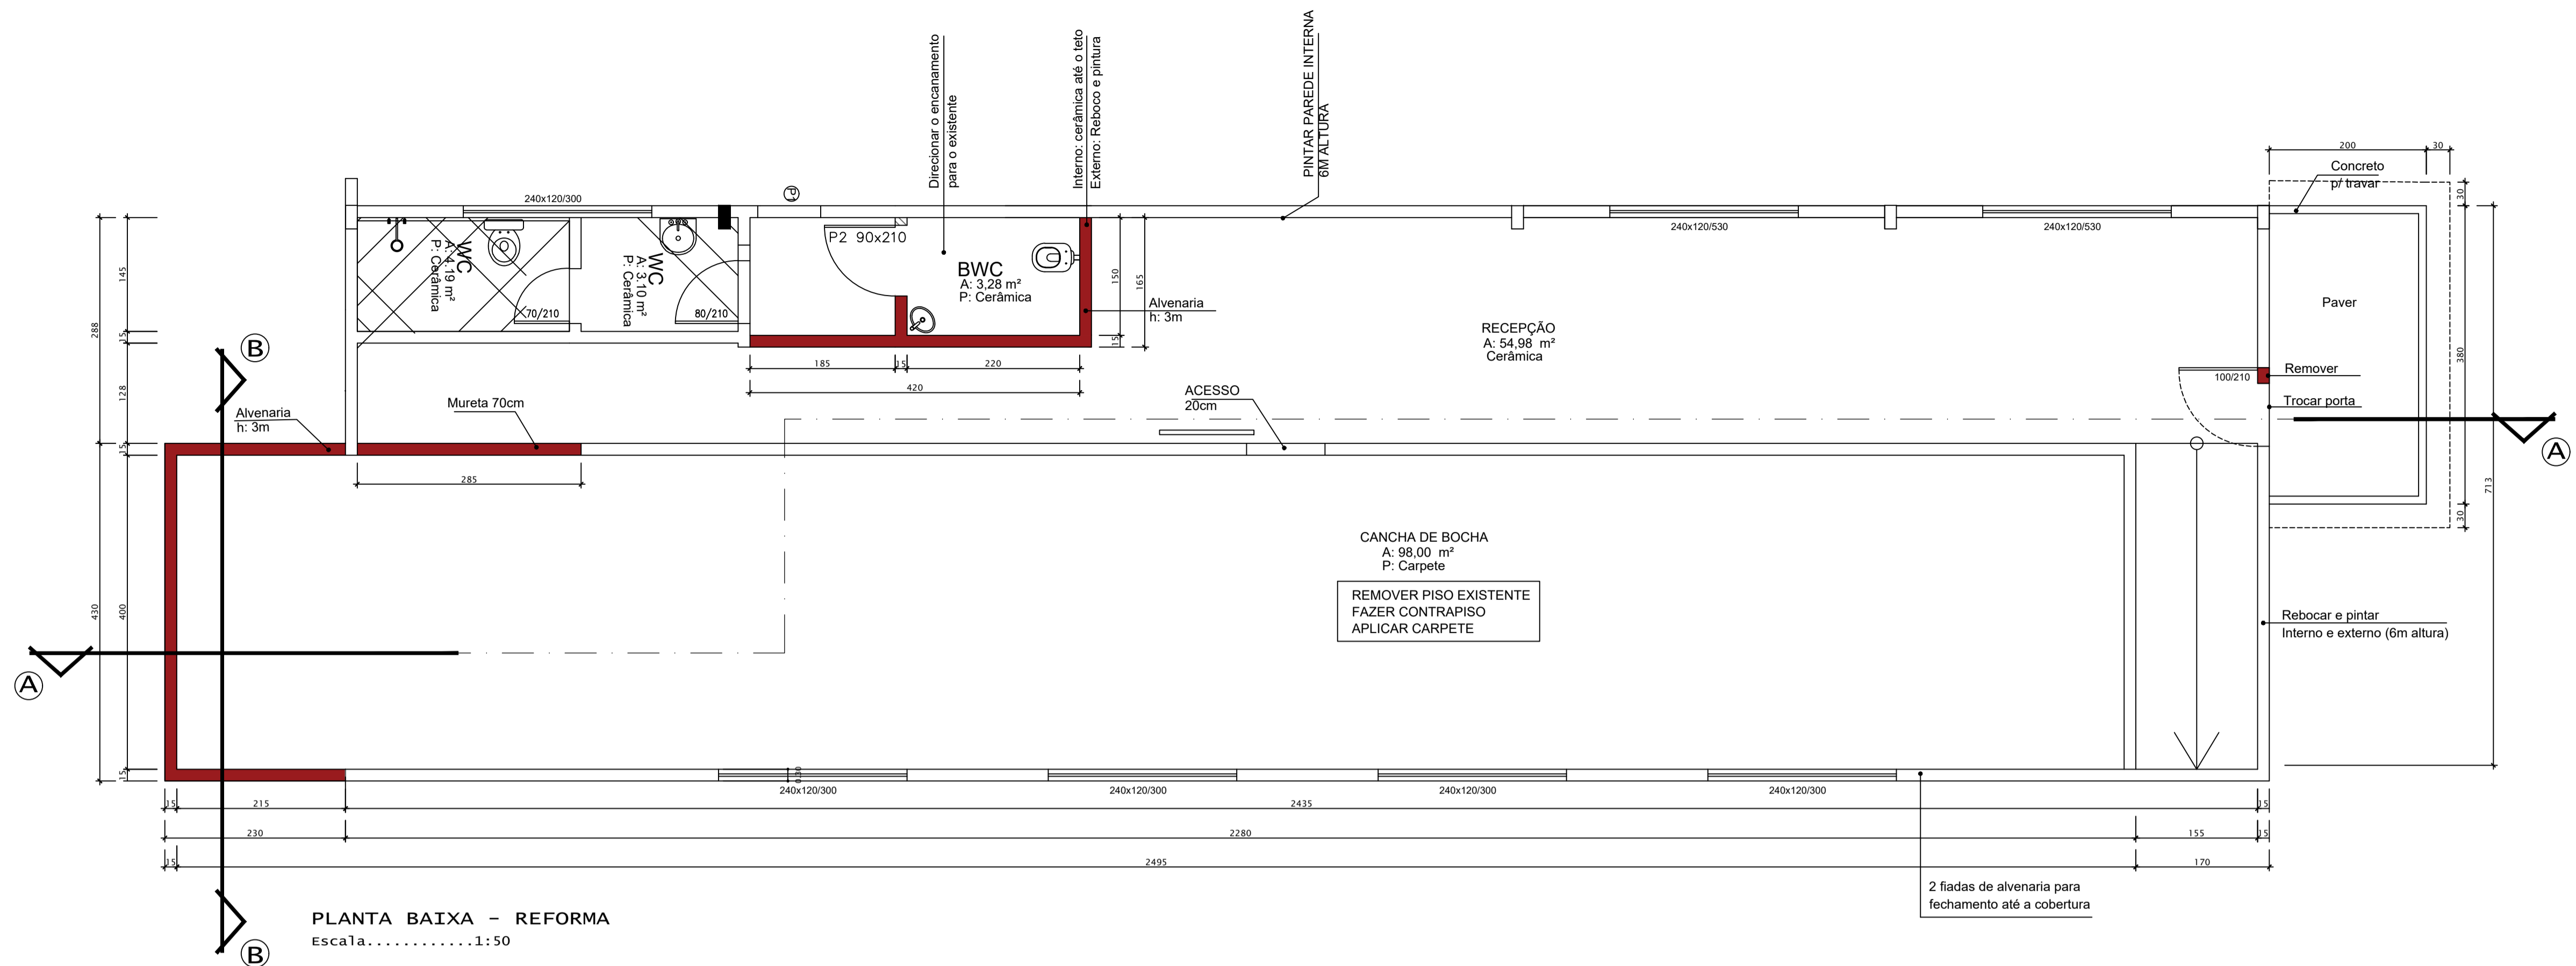 Direcionar o encanamento
para o existente
Interno: cerâmica até o teto
Externo: Reboco e pintura
PINTAR PAREDE INTERNA
6M ALTURA
200
30
Concreto
p/ travar
30
240x120/300
P1
240x120/530
240x120/530
WC
A: 4.19 m²
P: Cerâmica
WC
A: 3.10 m²
P: Cerâmica
P2 90x210
BWC
A: 3,28 m²
P: Cerâmica
150
165
15
Alvenaria
h: 3m
70/210
80/210
RECEPÇÃO
A: 54,98 m²
Cerâmica
Paver
145
288
15
128
15
380
713
30
185
15
220
420
100/210
Remover
Trocar porta
B
Alvenaria
h: 3m
Mureta 70cm
ACESSO
20cm
A
285
CANCHA DE BOCHA
A: 98,00 m²
P: Carpete
REMOVER PISO EXISTENTE
FAZER CONTRAPISO
APLICAR CARPETE
430
400
15
Rebocar e pintar
Interno e externo (6m altura)
A
0.30
240x120/300
240x120/300
240x120/300
240x120/300
15
215
2435
15
230
2280
155
15
15
2495
170
2 fiadas de alvenaria para
fechamento até a cobertura
PLANTA BAIXA - REFORMA
Escala............1:50
B